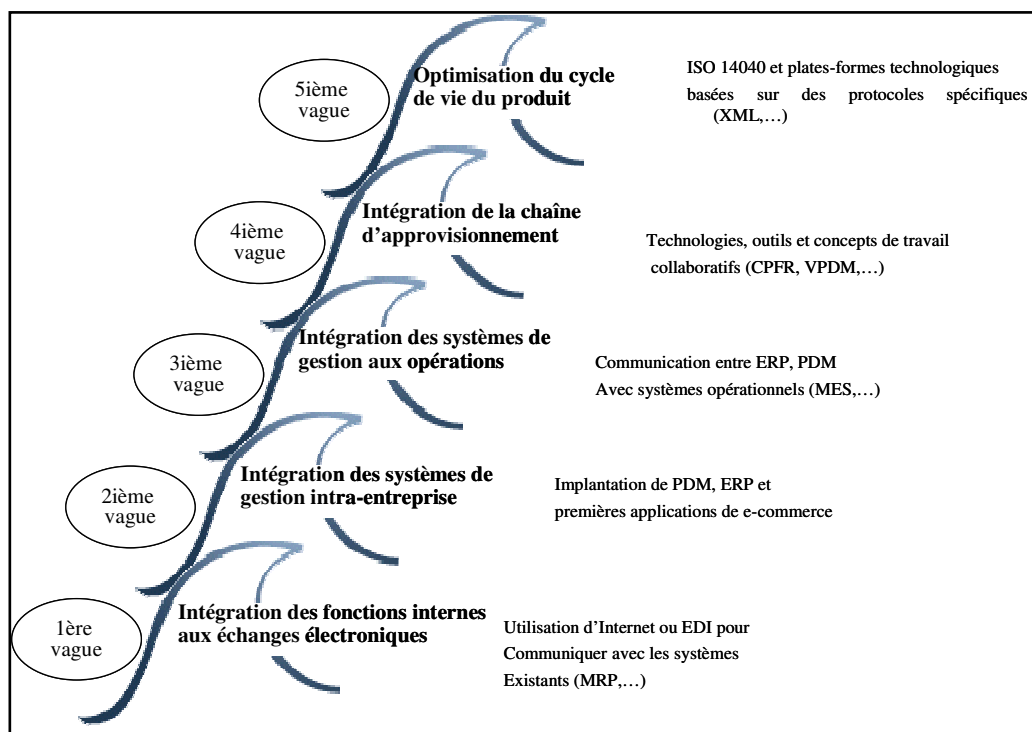 5ième
vague
Optimisation du cycle
de vie du produit
ISO 14040 et plates-formes technologiques
basées sur des protocoles spécifiques
(XML,…)
4ième
vague
Intégration de la chaîne
d’approvisionnement
Technologies, outils et concepts de travail
collaboratifs (CPFR, VPDM,…)
3ième
vague
Intégration des systèmes de
gestion aux opérations
Communication entre ERP, PDM
Avec systèmes opérationnels (MES,…)
2ième
vague
Intégration des systèmes de
gestion intra-entreprise
Implantation de PDM, ERP et
premières applications de e-commerce
1ère
vague
Intégration des fonctions internes
aux échanges électroniques
Utilisation d’Internet ou EDI pour
Communiquer avec les systèmes
Existants (MRP,…)